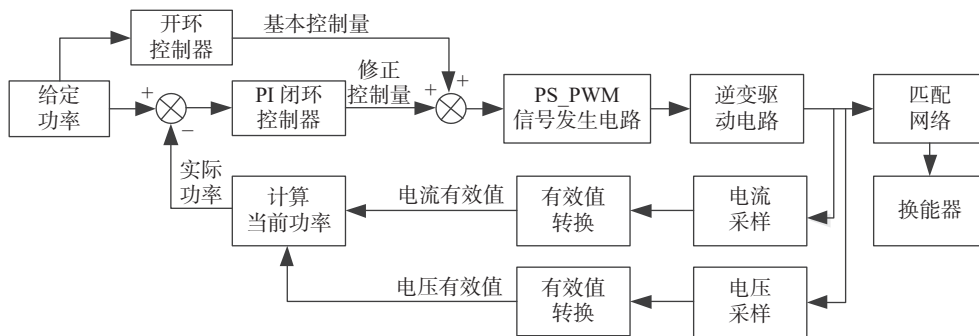 开环
控制器
基本控制量
给定
功率
+
−
PI 闭环
控制器
修正
控制量
+
+
PS_PWM
信号发生电路
逆变驱
动电路
匹配
网络
实际
功率
计算
当前功率
电流有效值
有效值
转换
电流
采样
换能器
电压有效值
有效值
转换
电压
采样